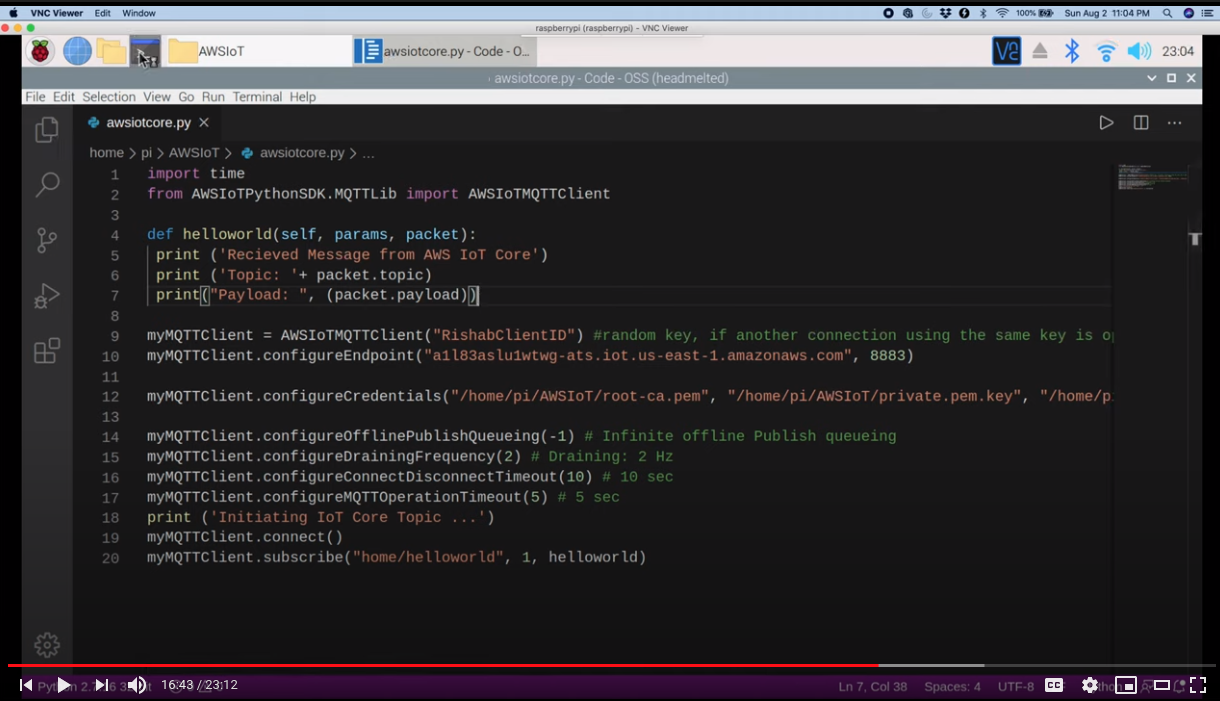 VNC Viewer Edit Window 100% Sun Aug 2 11:04 PM
raspberrypi (raspberrypi) - VNC Viewer
AWSIoT awsiotcore.py - Code - O... 23:04
awsiotcore.py - Code - OSS (headmelted)
File Edit Selection View Go Run Terminal Help
awsiotcore.py
home > pi > AWSIoT > awsiotcore.py > ...
1 import time
2 from AWSIoTPythonSDK.MQTTLib import AWSIoTMQTTClient
3
4 def helloworld(self, params, packet):
5 print ('Recieved Message from AWS IoT Core')
6 print ('Topic: '+ packet.topic)
7 print("Payload: ", (packet.payload))
8
9 myMQTTClient = AWSIoTMQTTClient("RishabClientID") #random key, if another connection using the same key is op
10 myMQTTClient.configureEndpoint("a1l83aslu1wtwg-ats.iot.us-east-1.amazonaws.com", 8883)
11
12 myMQTTClient.configureCredentials("/home/pi/AWSIoT/root-ca.pem", "/home/pi/AWSIoT/private.pem.key", "/home/p
13
14 myMQTTClient.configureOfflinePublishQueueing(-1) # Infinite offline Publish queueing
15 myMQTTClient.configureDrainingFrequency(2) # Draining: 2 Hz
16 myMQTTClient.configureConnectDisconnectTimeout(10) # 10 sec
17 myMQTTClient.configureMQTTOperationTimeout(5) # 5 sec
18 print ('Initiating IoT Core Topic ...')
19 myMQTTClient.connect()
20 myMQTTClient.subscribe("home/helloworld", 1, helloworld)
16:43 / 23:12 Ln 7, Col 38 Spaces: 4 UTF-8 CC